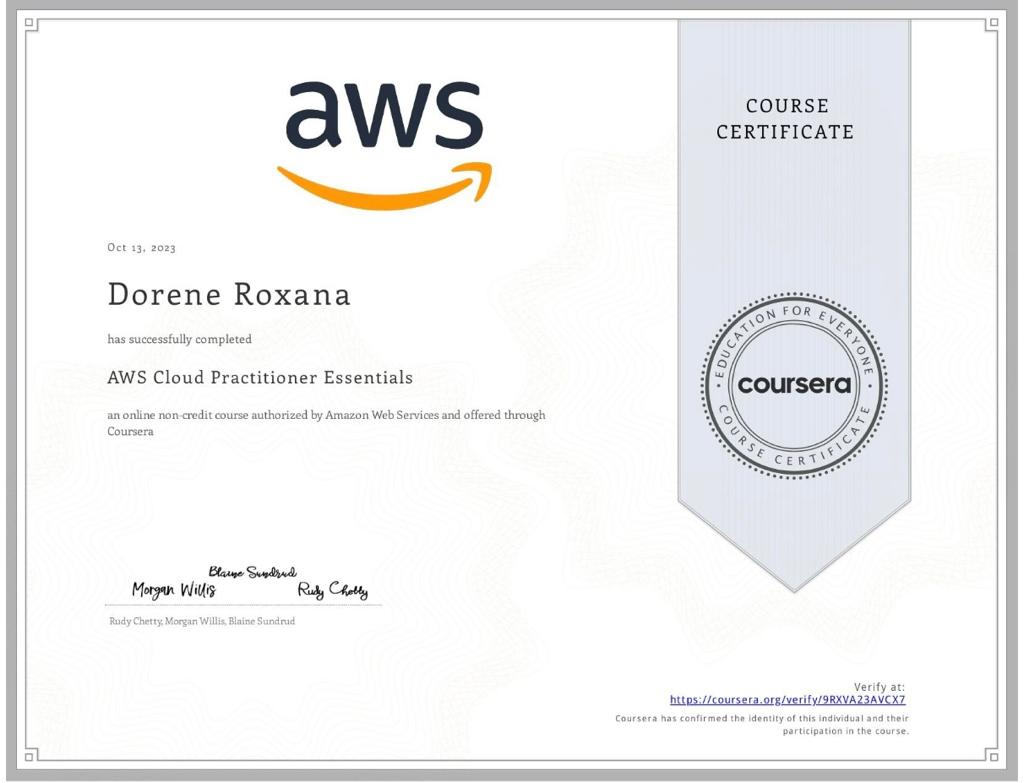 aws
COURSE
CERTIFICATE
Oct 13, 2023
Dorene Roxana
has successfully completed
AWS Cloud Practitioner Essentials
an online non-credit course authorized by Amazon Web Services and offered through
Coursera
EDUCATION FOR EVERYONE
coursera
COURSE CERTIFICATE
Blaine Sundrud
Morgan Willis Rudy Chetty
Rudy Chetty, Morgan Willis, Blaine Sundrud
Verify at:
https://coursera.org/verify/9RXVA23AVCX7
Coursera has confirmed the identity of this individual and their
participation in the course.